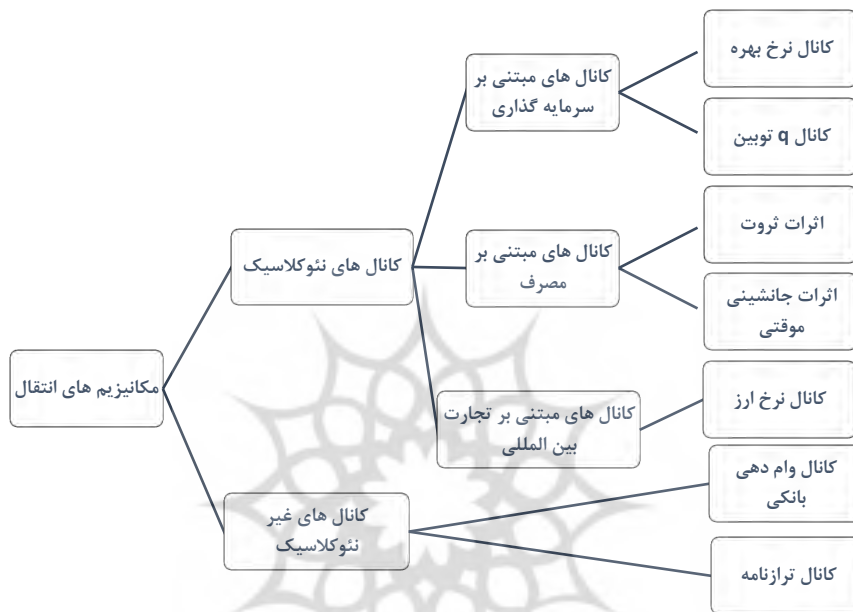 مکانیزم های انتقال
کانال های نئوکلاسیک
کانال های مبتنی بر
سرمایه گذاری
کانال نرخ بهره
کانال q توبین
کانال های مبتنی بر
مصرف
اثرات ثروت
اثرات جانشینی
موقتی
کانال های مبتنی بر تجارت
بین المللی
کانال نرخ ارز
کانال های غیر
نئوکلاسیک
کانال وام دهی
بانکی
کانال ترازنامه